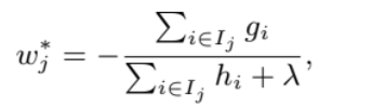 w_j^* = -\frac{\sum_{i \in I_j} g_i}{\sum_{i \in I_j} h_i + \lambda},